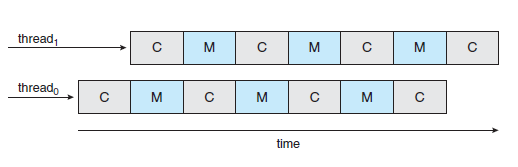 thread₁ C M C M C M C
thread₀ C M C M C M C
time